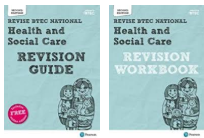 REVISE BTEC NATIONAL
Health and
Social Care
REVISION
GUIDE
FREE
Pearson
REVISE BTEC NATIONAL
Health and
Social Care
REVISION
WORKBOOK
Pearson